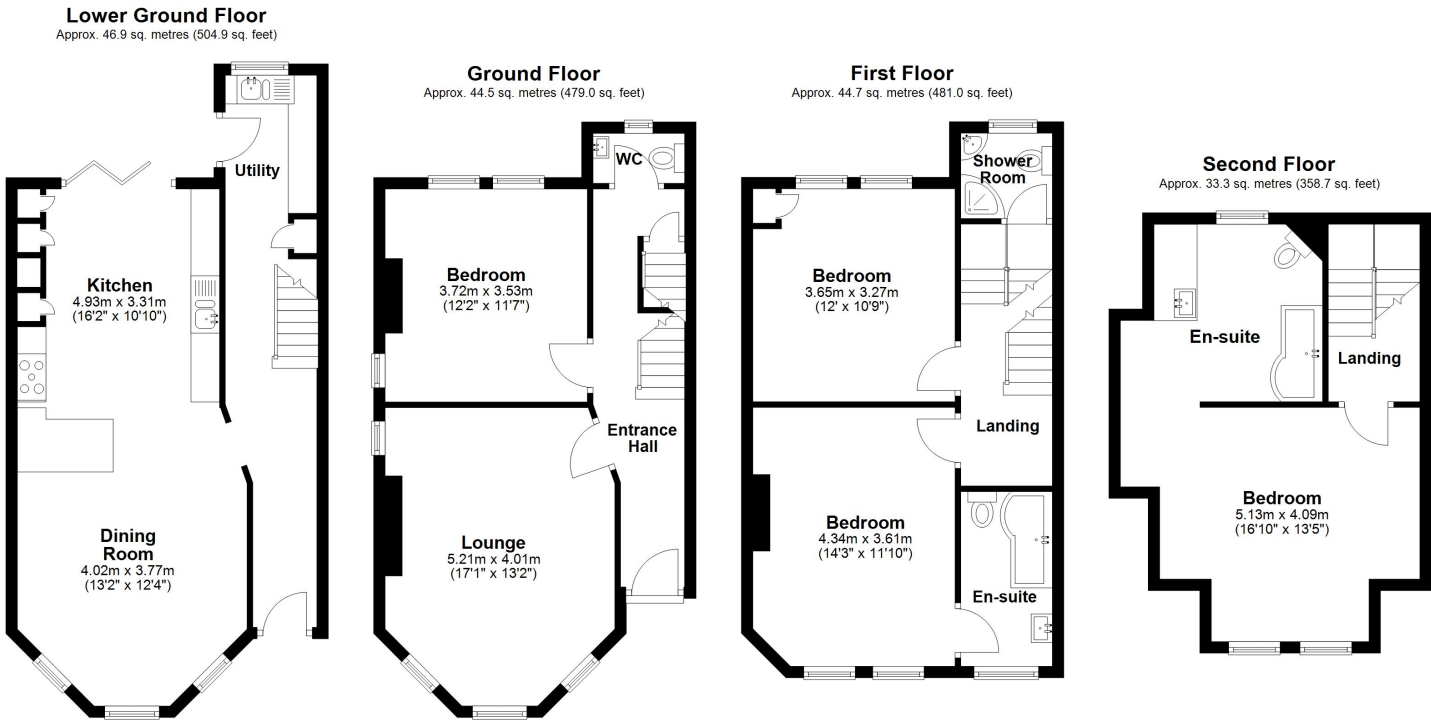 Lower Ground Floor
Approx. 46.9 sq. metres (504.9 sq. feet)
Utility
Kitchen
4.93m x 3.31m
(16'2" x 10'10")
Dining
Room
4.02m x 3.77m
(13'2" x 12'4")
Ground Floor
Approx. 44.5 sq. metres (479.0 sq. feet)
WC
Bedroom
3.72m x 3.53m
(12'2" x 11'7")
Entrance
Hall
Lounge
5.21m x 4.01m
(17'1" x 13'2")
First Floor
Approx. 44.7 sq. metres (481.0 sq. feet)
Shower
Room
Bedroom
3.65m x 3.27m
(12' x 10'9")
Landing
Bedroom
4.34m x 3.61m
(14'3" x 11'10")
En-suite
Second Floor
Approx. 33.3 sq. metres (358.7 sq. feet)
En-suite
Landing
Bedroom
5.13m x 4.09m
(16'10" x 13'5")